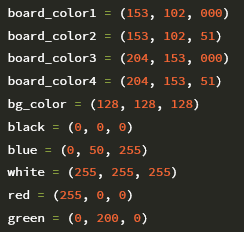 board_color1 = (153, 102, 000)
board_color2 = (153, 102, 51)
board_color3 = (204, 153, 000)
board_color4 = (204, 153, 51)
bg_color = (128, 128, 128)
black = (0, 0, 0)
blue = (0, 50, 255)
white = (255, 255, 255)
red = (255, 0, 0)
green = (0, 200, 0)